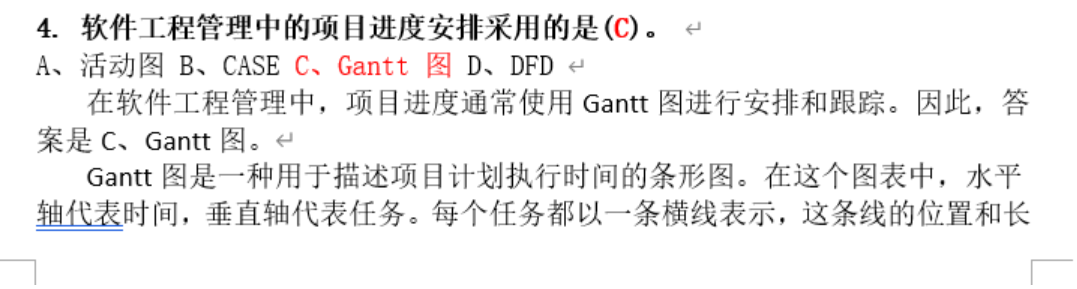 4. 软件工程管理中的项目进度安排采用的是(C)。
A、活动图 B、CASE C、Gantt 图 D、DFD
在软件工程管理中，项目进度通常使用 Gantt 图进行安排和跟踪。因此，答
案是 C、Gantt 图。
Gantt 图是一种用于描述项目计划执行时间的条形图。在这个图表中，水平
轴代表时间，垂直轴代表任务。每个任务都以一条横线表示，这条线的位置和长